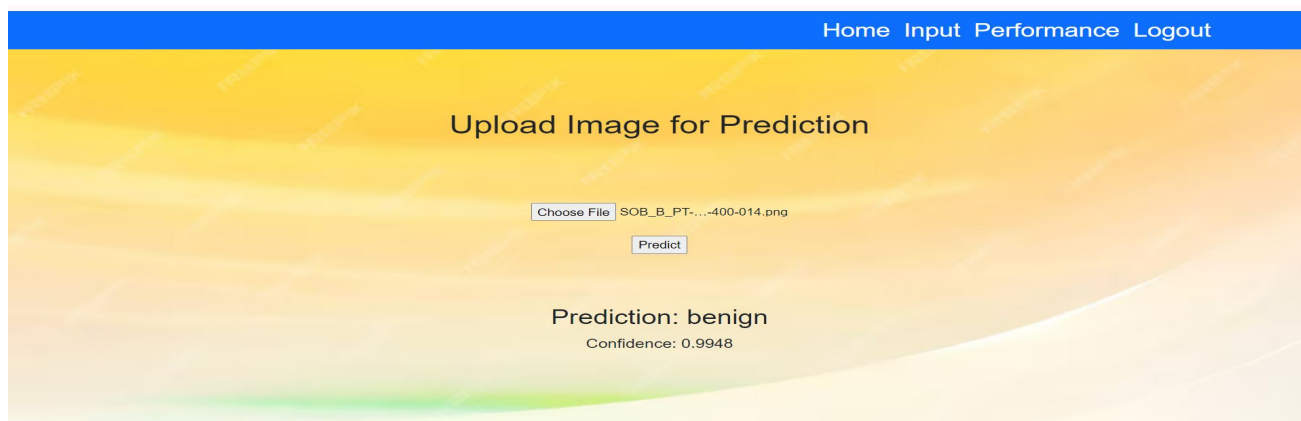 Home Input Performance Logout
Upload Image for Prediction
Choose File SOB_B_PT-...-400-014.png
Predict
Prediction: benign
Confidence: 0.9948